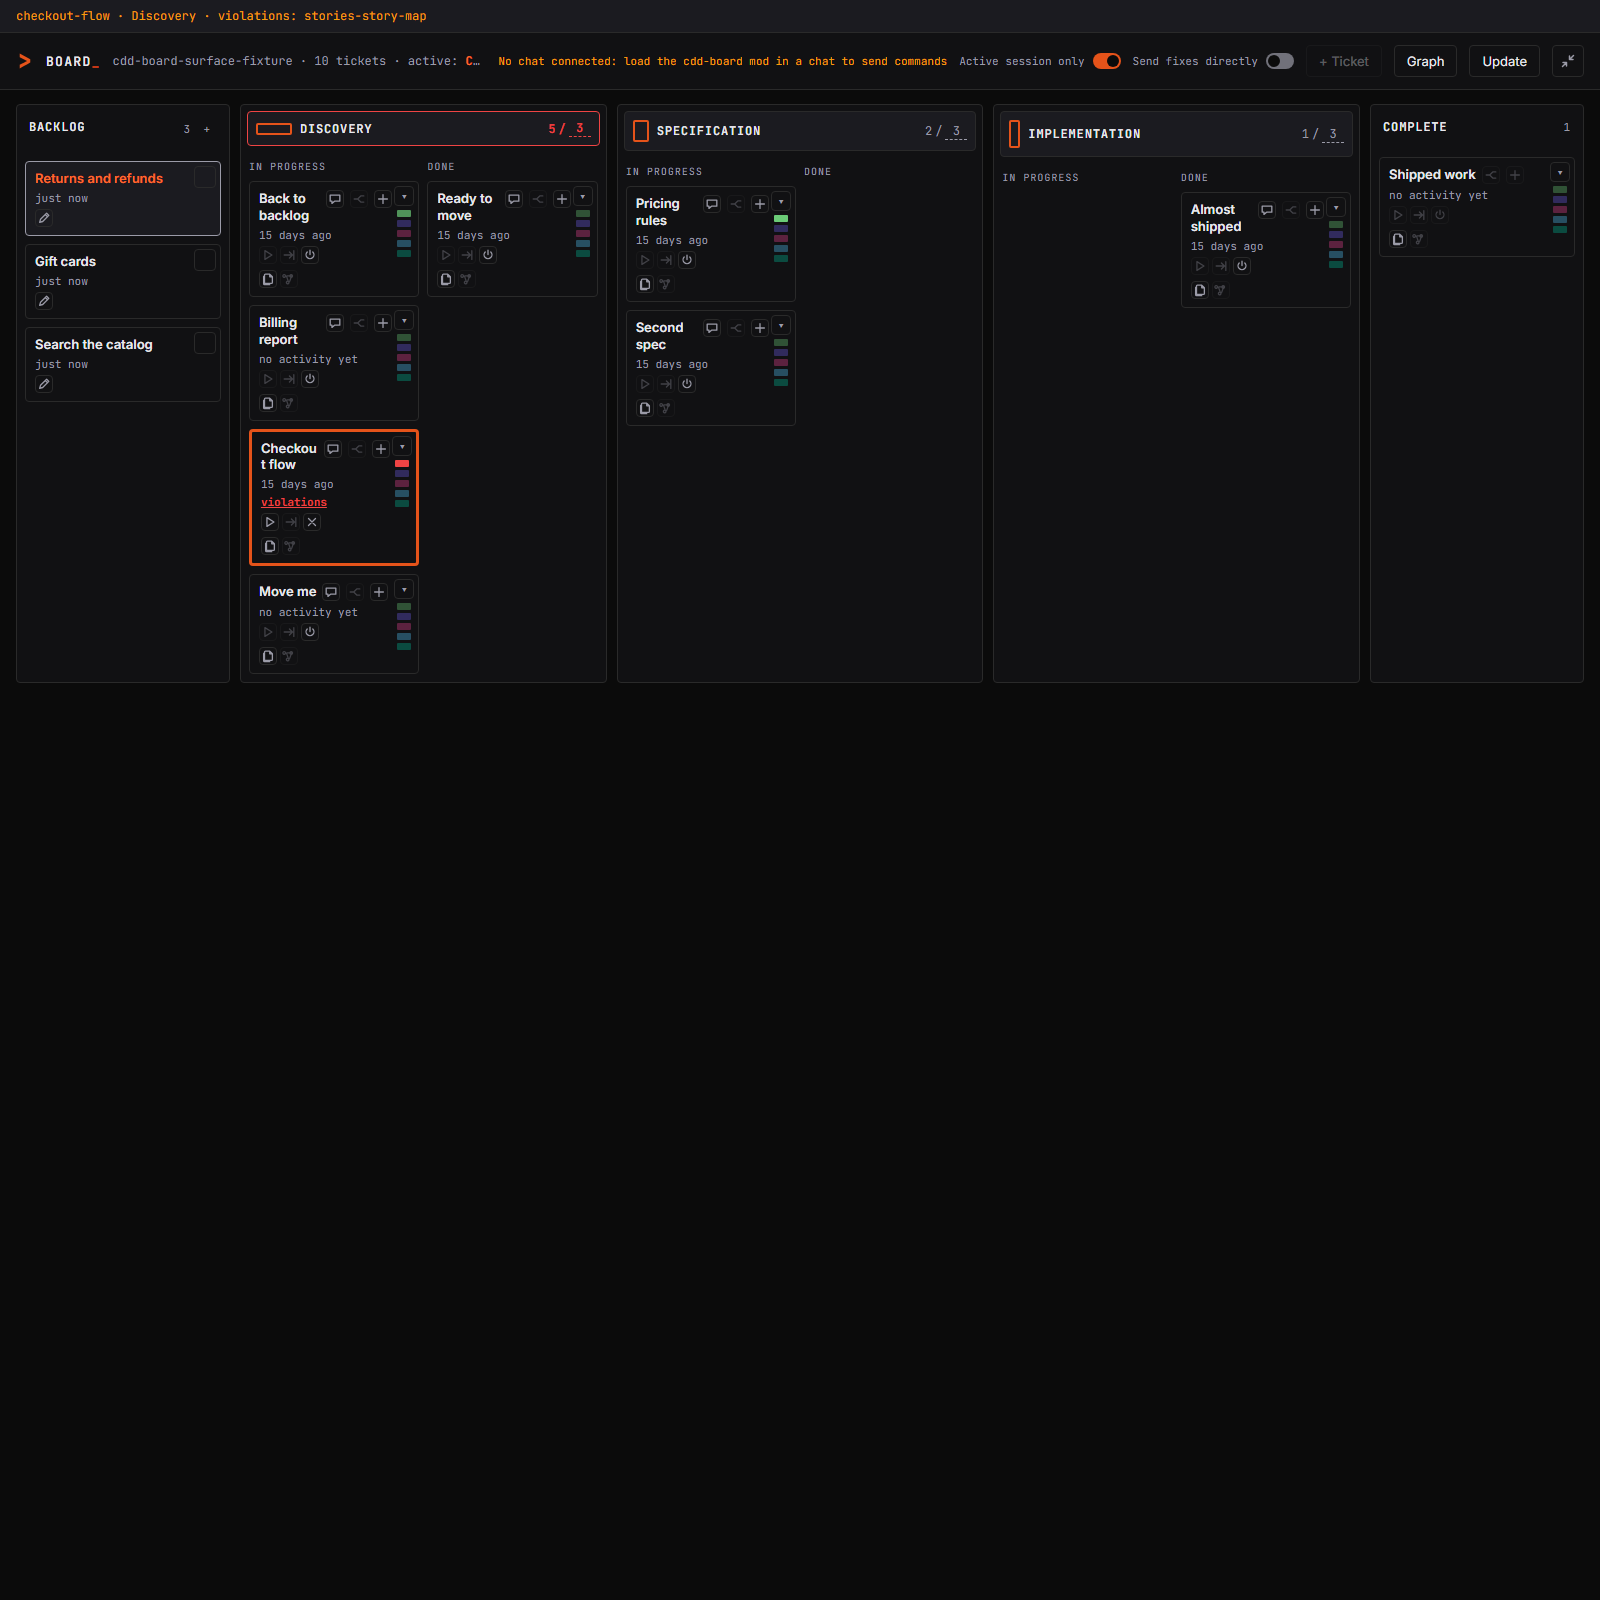 checkout-flow · Discovery · violations: stories-story-map
> BOARD_ cdd-board-surface-fixture · 10 tickets · active: C… No chat connected: load the cdd-board mod in a chat to send commands Active session only Send fixes directly + Ticket Graph Update
BACKLOG 3 +
Returns and refunds
just now
Gift cards
just now
Search the catalog
just now
DISCOVERY 5 / 3
IN PROGRESS
Back to
backlog
15 days ago
Billing
report
no activity yet
Checkou
t flow
15 days ago
violations
Move me
no activity yet
DONE
Ready to
move
15 days ago
SPECIFICATION 2 / 3
IN PROGRESS
Pricing
rules
15 days ago
Second
spec
15 days ago
DONE
IMPLEMENTATION 1 / 3
IN PROGRESS
DONE
Almost
shipped
15 days ago
COMPLETE 1
Shipped work
no activity yet